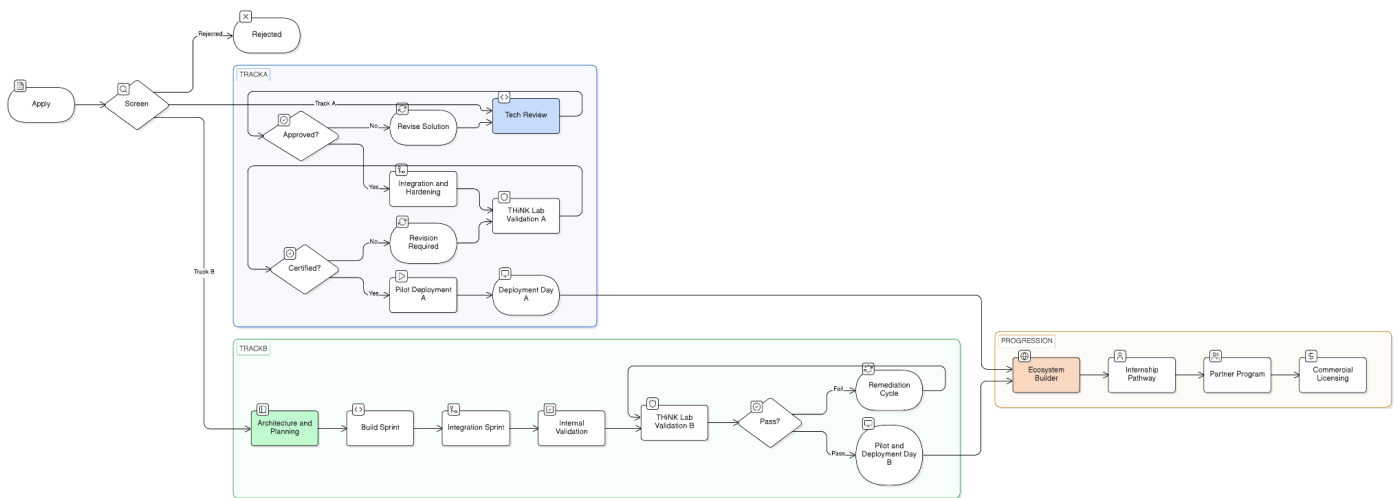 Rejected
Rejected
Apply
Screen
TRACKA
Track A
Tech Review
Approved?
No
Revise Solution
Yes
Integration and
Hardening
THiNK Lab
Validation A
No
Revision
Required
Certified?
Yes
Pilot Deployment
A
Deployment Day
A
Track B
TRACKB
Architecture and
Planning
Build Sprint
Integration Sprint
Internal
Validation
THiNK Lab
Validation B
Pass?
Fail
Remediation
Cycle
Pass
Pilot and
Deployment Day
B
PROGRESSION
Ecosystem
Builder
Internship
Pathway
Partner Program
Commercial
Licensing